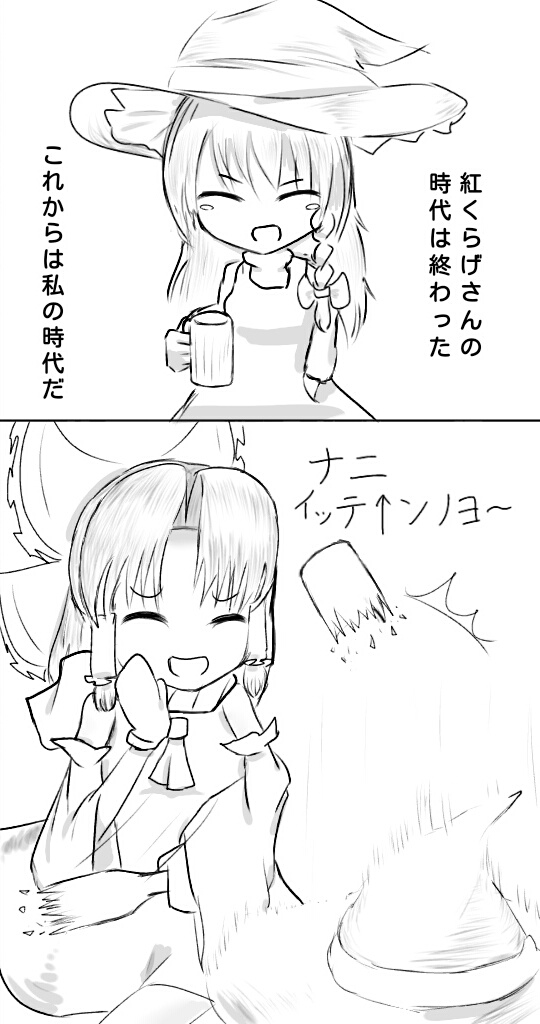 紅くらげさんの
時代は終わった
これからは私の時代だ
ナニ
イッテ↑ンノヨ～